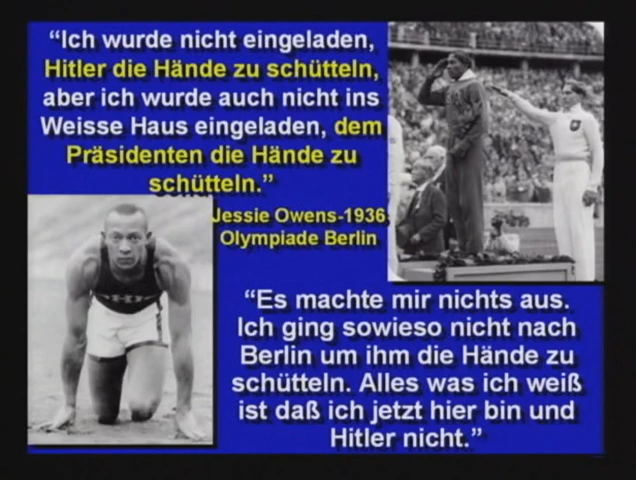 “Ich wurde nicht eingeladen,
Hitler die Hände zu schütteln,
aber ich wurde auch nicht ins
Weisse Haus eingeladen, dem
Präsidenten die Hände zu
schütteln.”
Jessie Owens-1936
Olympiade Berlin
“Es machte mir nichts aus.
Ich ging sowieso nicht nach
Berlin um ihm die Hände zu
schütteln. Alles was ich weiß
ist daß ich jetzt hier bin und
Hitler nicht.”